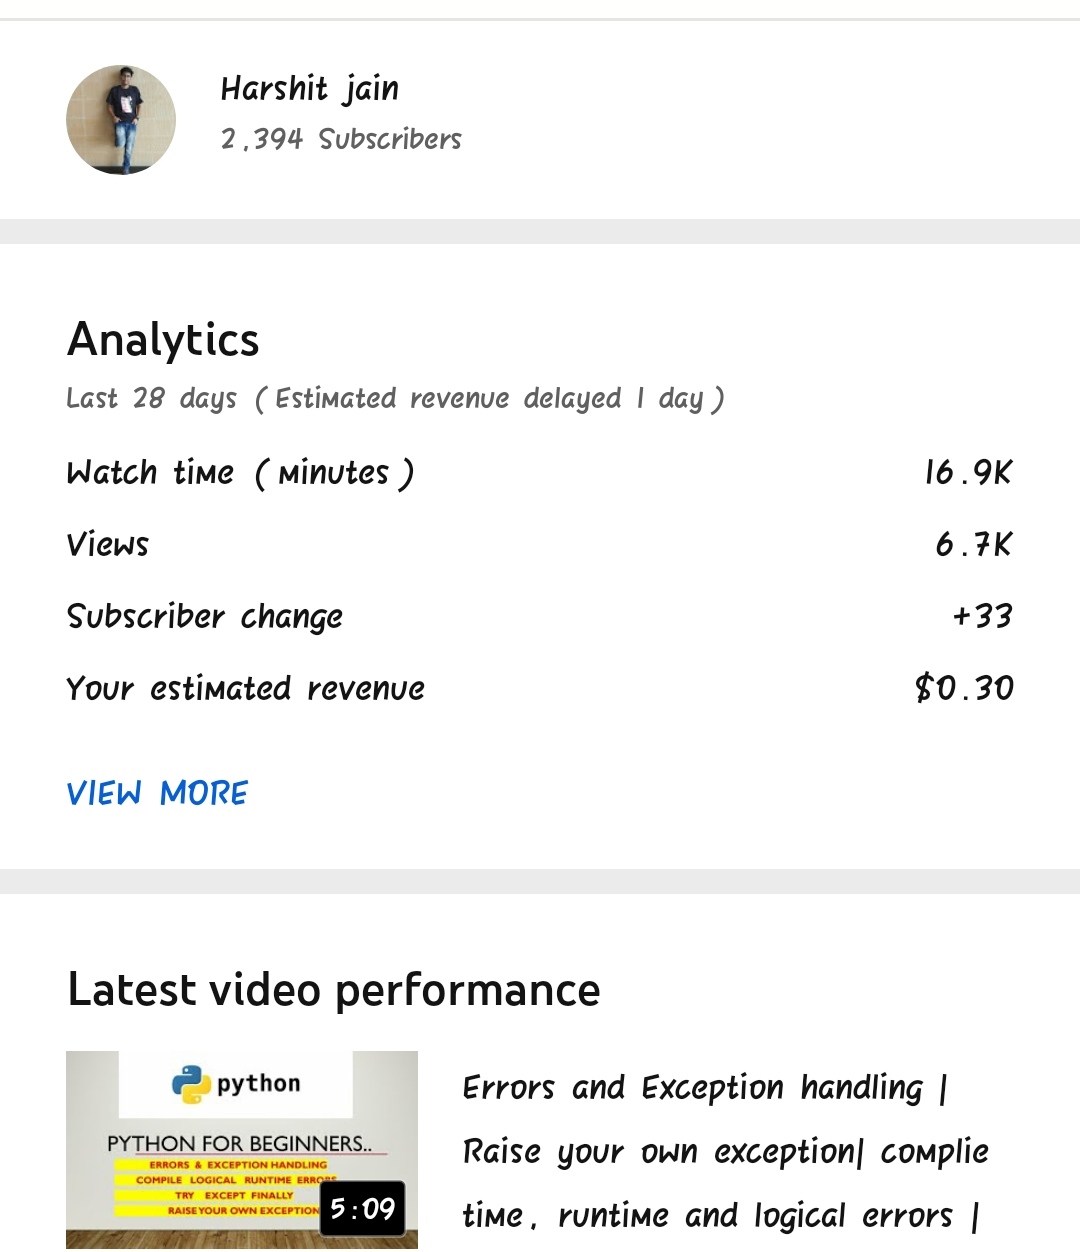 Harshit jain
2,394 Subscribers
Analytics
Last 28 days (Estimated revenue delayed 1 day)
Watch time (minutes) 16.9K
Views 6.7K
Subscriber change +33
Your estimated revenue $0.30
VIEW MORE
Latest video performance
python
PYTHON FOR BEGINNERS..
ERRORS & EXCEPTION HANDLING
COMPILE LOGICAL RUNTIME ERRORS
TRY EXCEPT FINALLY
RAISE YOUR OWN EXCEPTION
5:09
Errors and Exception handling |
Raise your own exception| complie
time, runtime and logical errors |